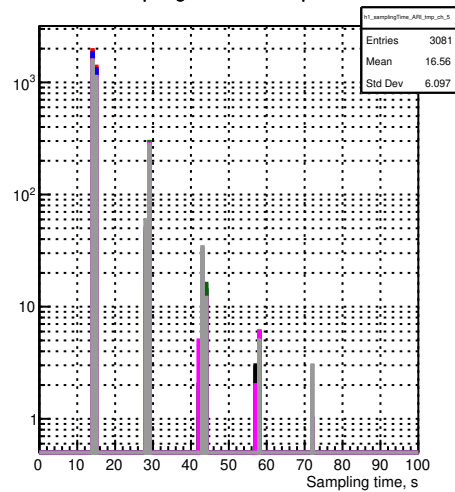 h1_samplingTime_ARI_tmp_ch_5
Entries 3081
Mean 16.56
Std Dev 6.097
10³
10²
10
1
0 10 20 30 40 50 60 70 80 90 100
Sampling time, s